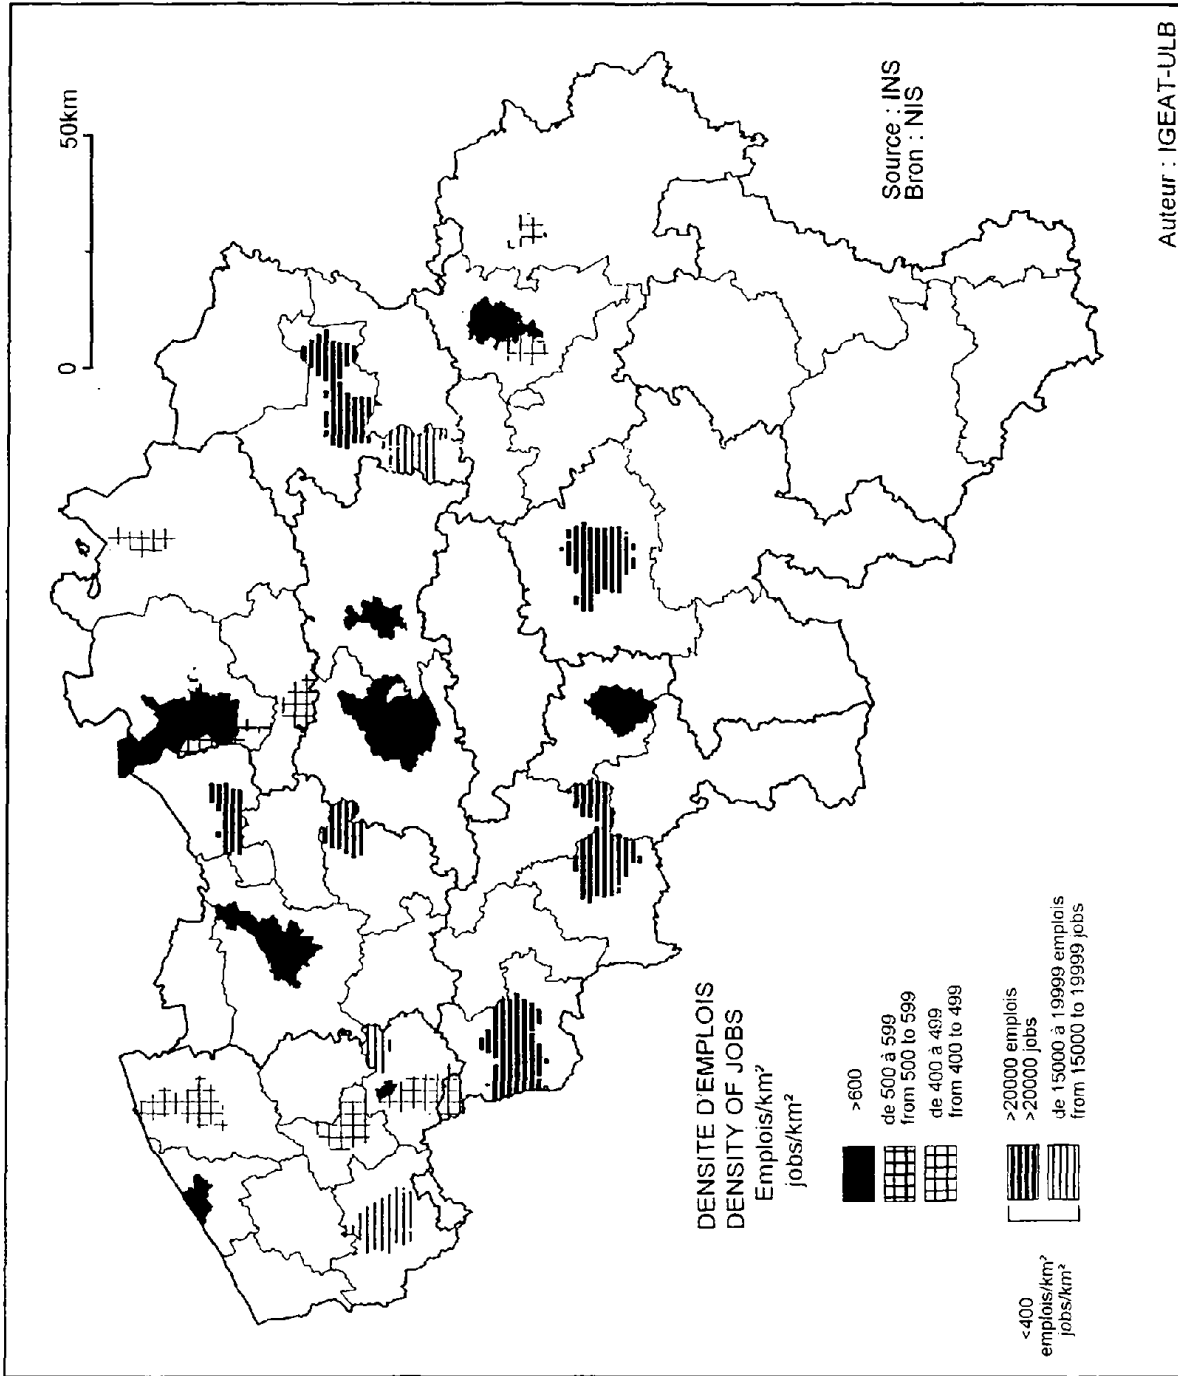 0 50km
Source : INS
Bron : NIS
Auteur : IGEAT-ULB
DENSITE D'EMPLOIS
DENSITY OF JOBS
Emplois/km²
jobs/km²
>600
de 500 à 599
from 500 to 599
de 400 à 499
from 400 to 499
<400
emplois/km²
jobs/km²
>20000 emplois
>20000 jobs
de 15000 à 19999 emplois
from 15000 to 19999 jobs